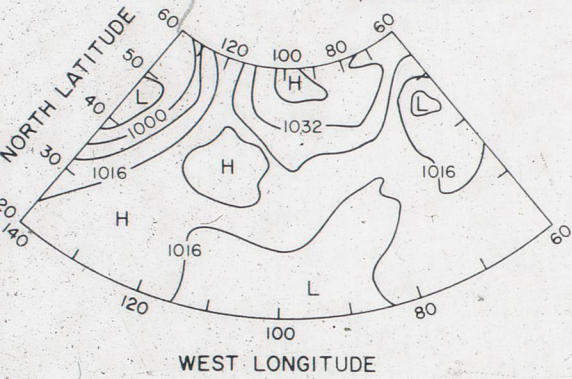 60 120 100 80 60
50 H
L
40 L
NORTH LATITUDE
1000 1032
30
1016 H 1016
20
140 H 60
1016
L
120 80
100
WEST LONGITUDE